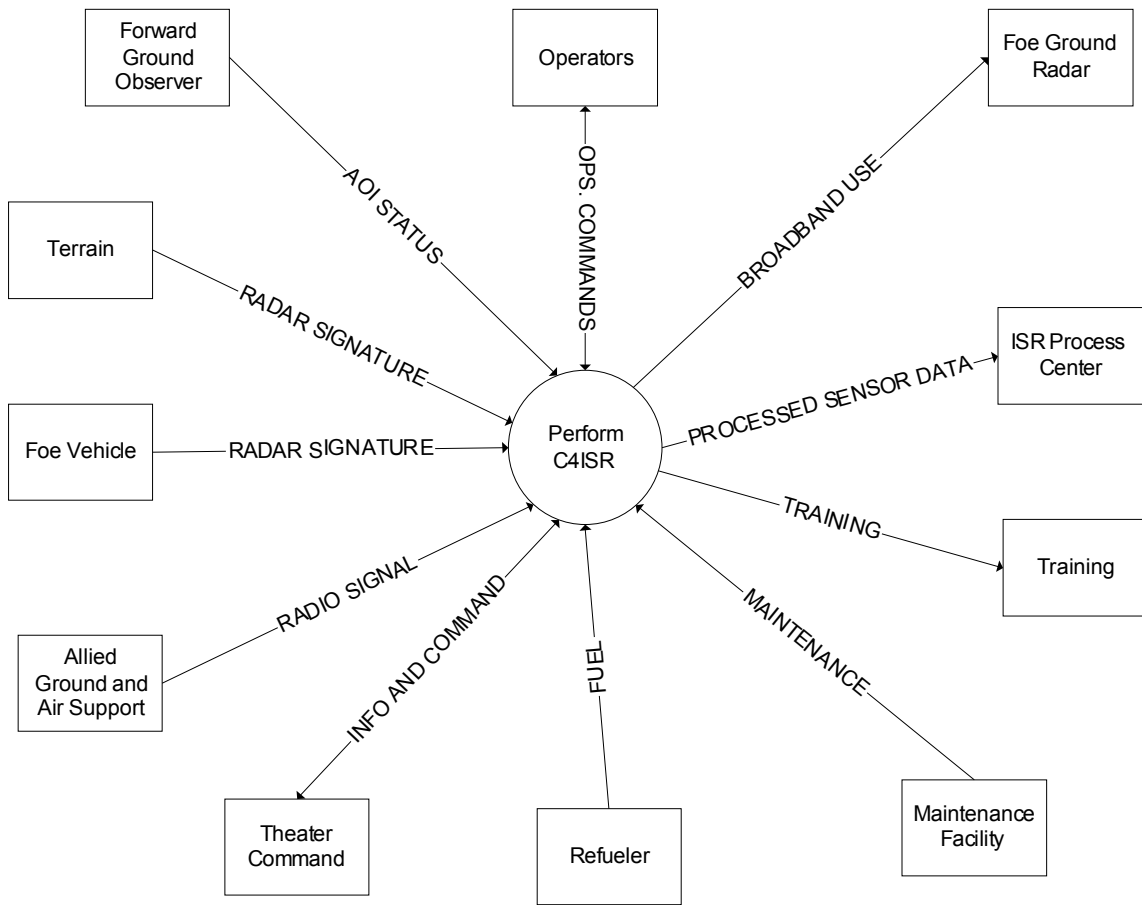 Forward
Ground
Observer
Operators
Foe Ground
Radar
AOI STATUS
OPS. COMMANDS
BROADBAND USE
Terrain
RADAR SIGNATURE
ISR Process
Center
PROCESSED SENSOR DATA
Foe Vehicle
RADAR SIGNATURE
Perform
C4ISR
TRAINING
Training
RADIO SIGNAL
Allied
Ground and
Air Support
INFO AND COMMAND
FUEL
MAINTENANCE
Theater
Command
Refueler
Maintenance
Facility